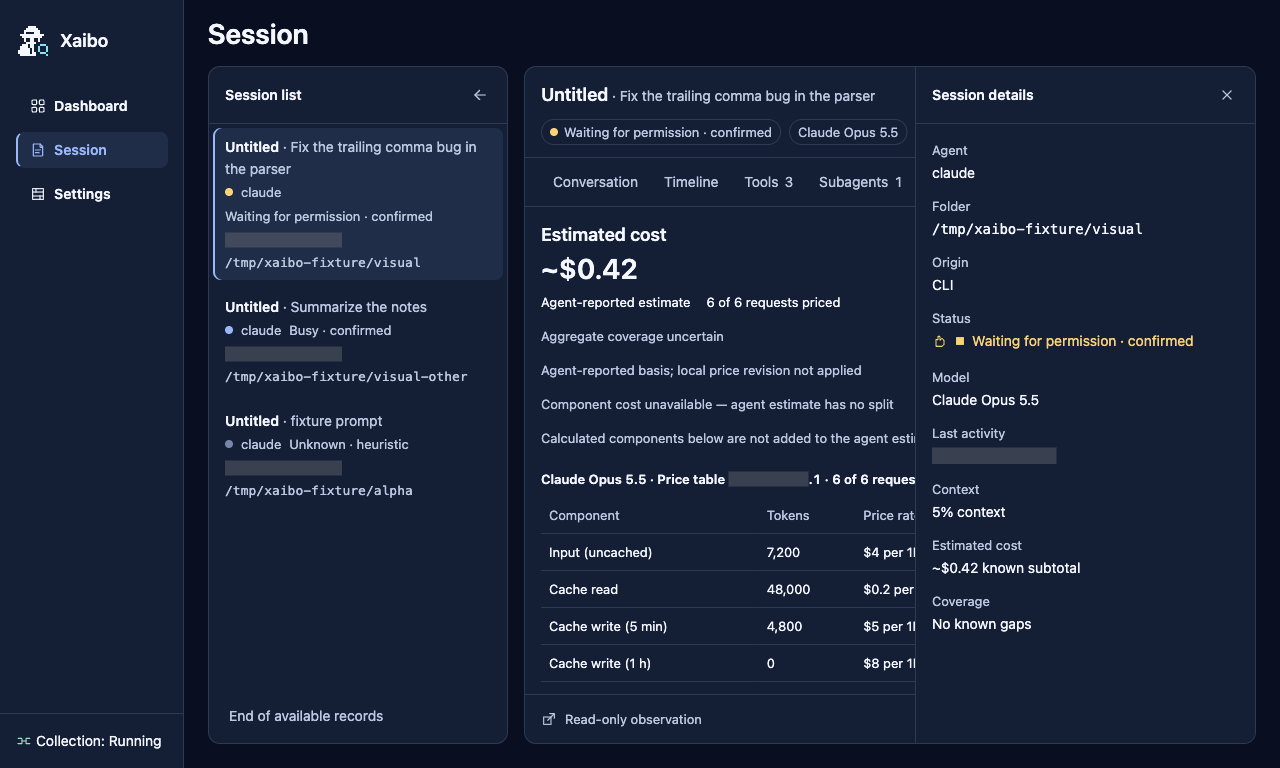 Xaibo
Dashboard
Session
Settings
Collection: Running
Session
Session list
Untitled · Fix the trailing comma bug in
the parser
claude
Waiting for permission · confirmed
/tmp/xaibo-fixture/visual
Untitled · Summarize the notes
claude Busy · confirmed
/tmp/xaibo-fixture/visual-other
Untitled · fixture prompt
claude Unknown · heuristic
/tmp/xaibo-fixture/alpha
End of available records
Untitled · Fix the trailing comma bug in the parser
Waiting for permission · confirmed Claude Opus 5.5
Conversation Timeline Tools 3 Subagents 1
Estimated cost
~$0.42
Agent-reported estimate 6 of 6 requests priced
Aggregate coverage uncertain
Agent-reported basis; local price revision not applied
Component cost unavailable — agent estimate has no split
Calculated components below are not added to the agent esti
Claude Opus 5.5 · Price table .1 · 6 of 6 reques
Component Tokens Price rat
Input (uncached) 7,200 $4 per 1
Cache read 48,000 $0.2 per
Cache write (5 min) 4,800 $5 per 1
Cache write (1 h) 0 $8 per 1
Read-only observation
Session details
Agent
claude
Folder
/tmp/xaibo-fixture/visual
Origin
CLI
Status
Waiting for permission · confirmed
Model
Claude Opus 5.5
Last activity
Context
5% context
Estimated cost
~$0.42 known subtotal
Coverage
No known gaps